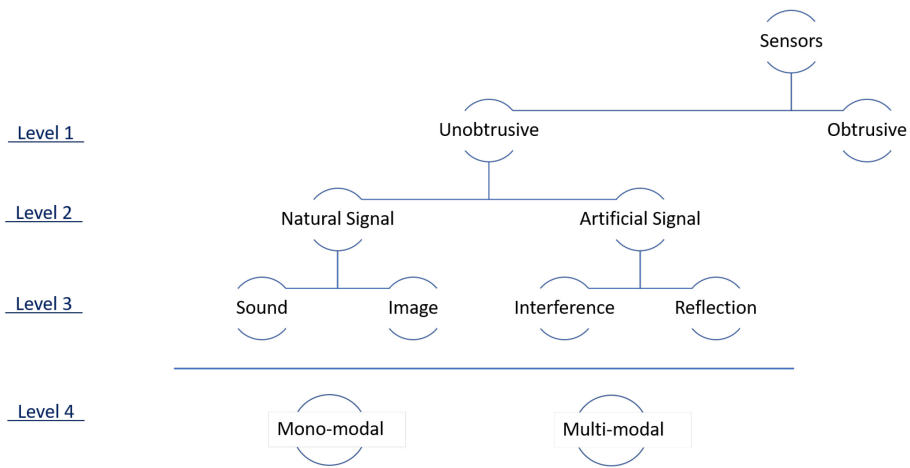 Sensors
Level 1
Unobtrusive
Obtrusive
Level 2
Natural Signal
Artificial Signal
Level 3
Sound
Image
Interference
Reflection
Level 4
Mono-modal
Multi-modal